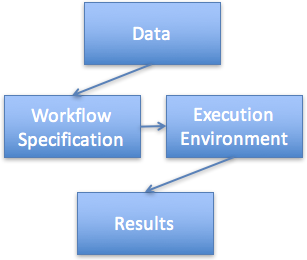 Data
Workflow
Specification
Execution
Environment
Results